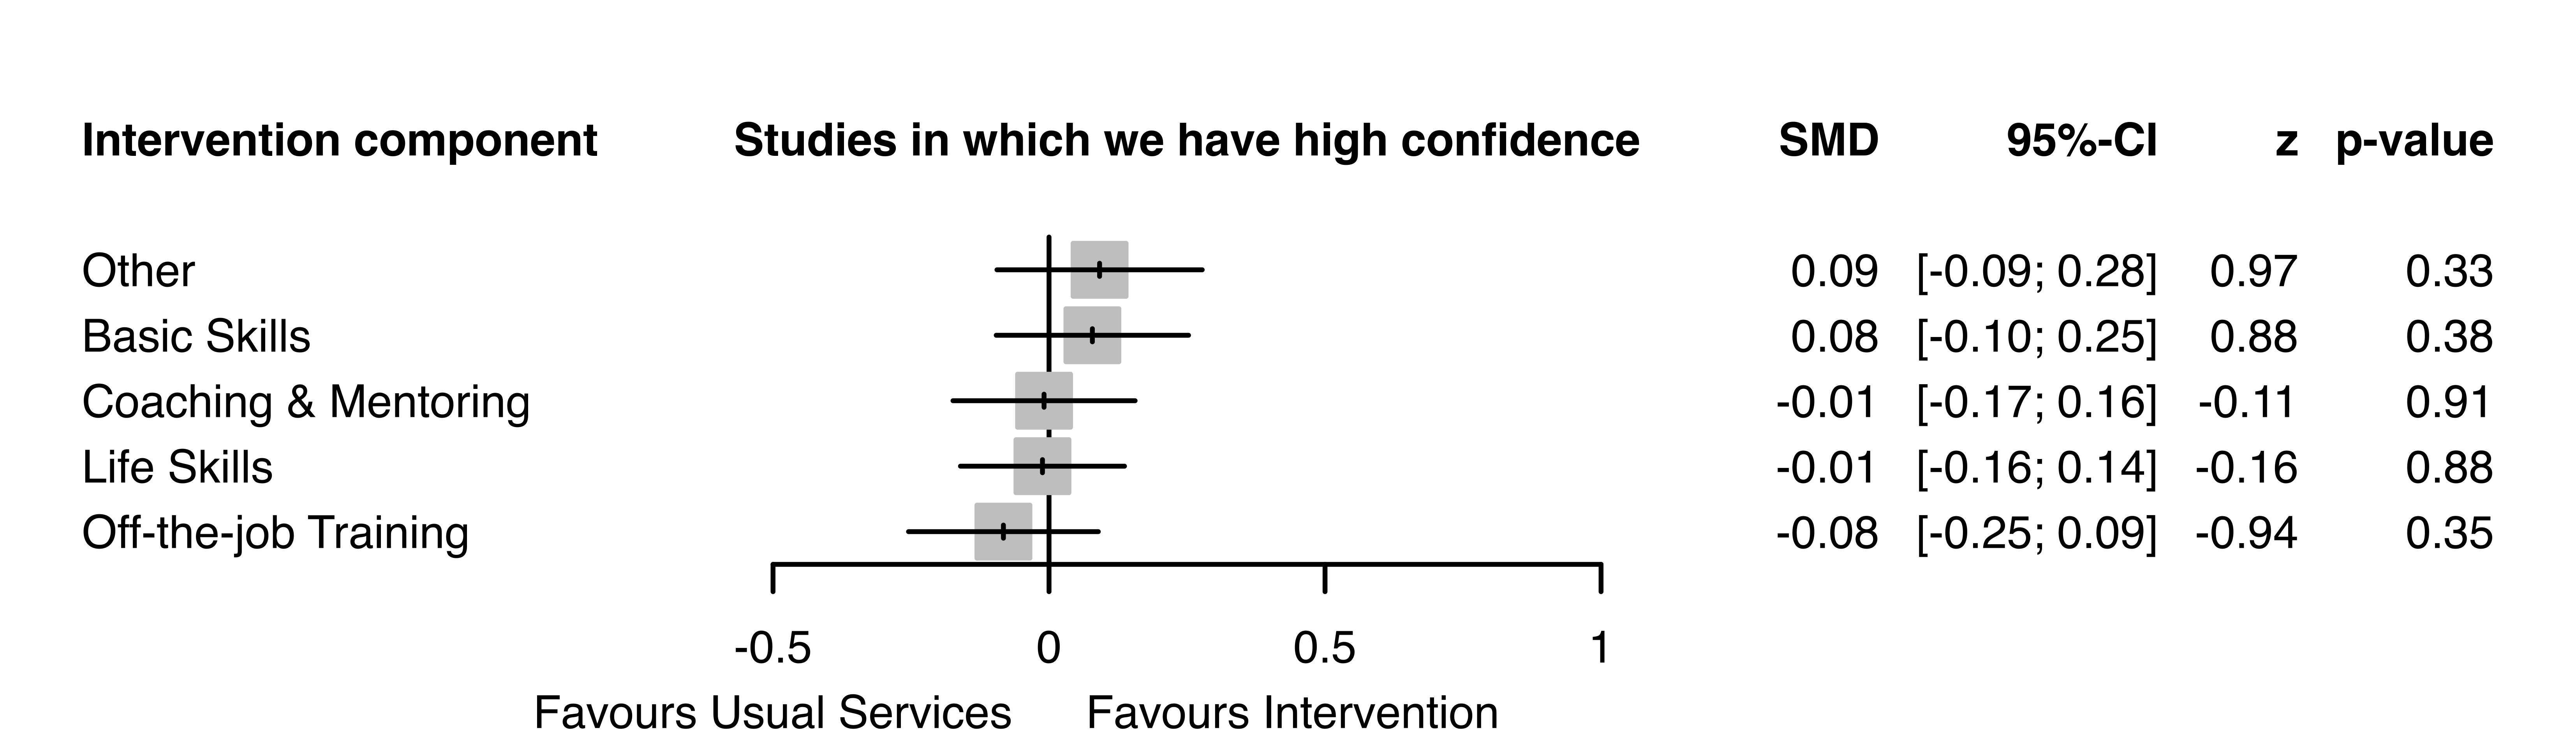 Intervention component Studies in which we have high confidence SMD 95%-CI z p-value
Other 0.09 [-0.09; 0.28] 0.97 0.33
Basic Skills 0.08 [-0.10; 0.25] 0.88 0.38
Coaching & Mentoring -0.01 [-0.17; 0.16] -0.11 0.91
Life Skills -0.01 [-0.16; 0.14] -0.16 0.88
Off-the-job Training -0.08 [-0.25; 0.09] -0.94 0.35
-0.5 0 0.5 1
Favours Usual Services Favours Intervention